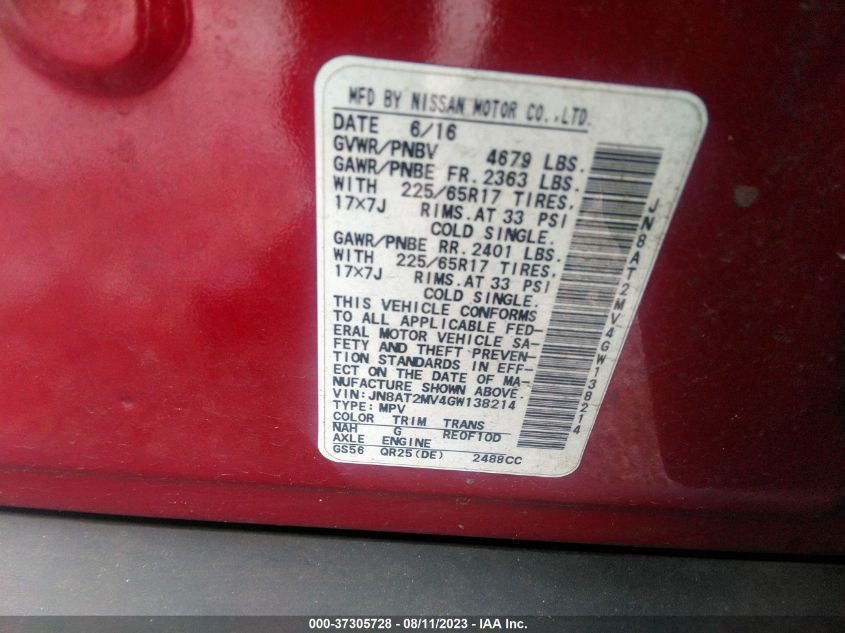 MFD BY NISSAN MOTOR CO.,LTD.
DATE 6/16
GVWR/PNBV 4679 LBS.
GAWR/PNBE FR. 2363 LBS.
WITH 225/65R17 TIRES,
17×7J RIMS.AT 33 PSI
COLD SINGLE.
GAWR/PNBE RR. 2401 LBS.
WITH 225/65R17 TIRES,
17×7J RIMS.AT 33 PSI
COLD SINGLE.
THIS VEHICLE CONFORMS
TO ALL APPLICABLE FED-
ERAL MOTOR VEHICLE SA-
FETY AND THEFT PREVEN-
TION STANDARDS IN EFF-
ECT ON THE DATE OF MA-
NUFACTURE SHOWN ABOVE.
VIN:JN8AT2MV4GW138214
TYPE:MPV
COLOR TRIM TRANS
NAH G RE0F10D
AXLE ENGINE
GS56 QR25(DE) 2488CC
JN8AT2MV4GW138214
000-37305728 - 08/11/2023 - IAA Inc.